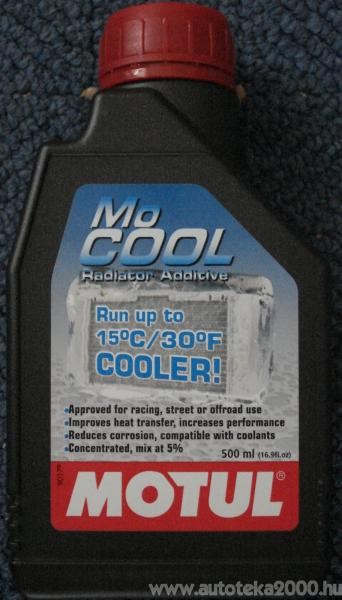 Mo
COOL
Radiator Additive
Run up to
15ºC/30ºF
COOLER!
•Approved for racing, street or offroad use
•Improves heat transfer, increases performance
•Reduces corrosion, compatible with coolants
•Concentrated, mix at 5%
500 ml (16.9fl.oz)
MOTUL®
www.autoteka2000.hu